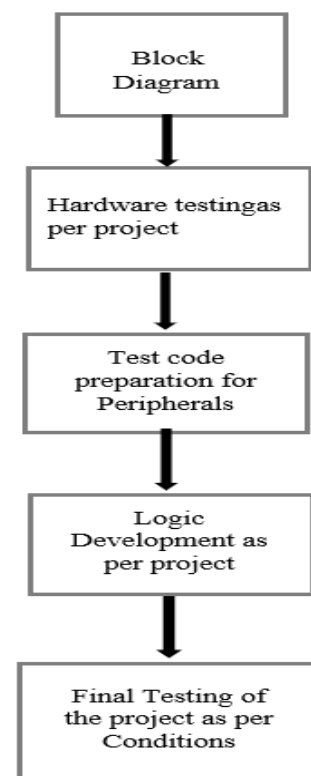 Block
Diagram
Hardware testingas
per project
Test code
preparation for
Peripherals
Logic
Development as
per project
Final Testing of
the project as per
Conditions